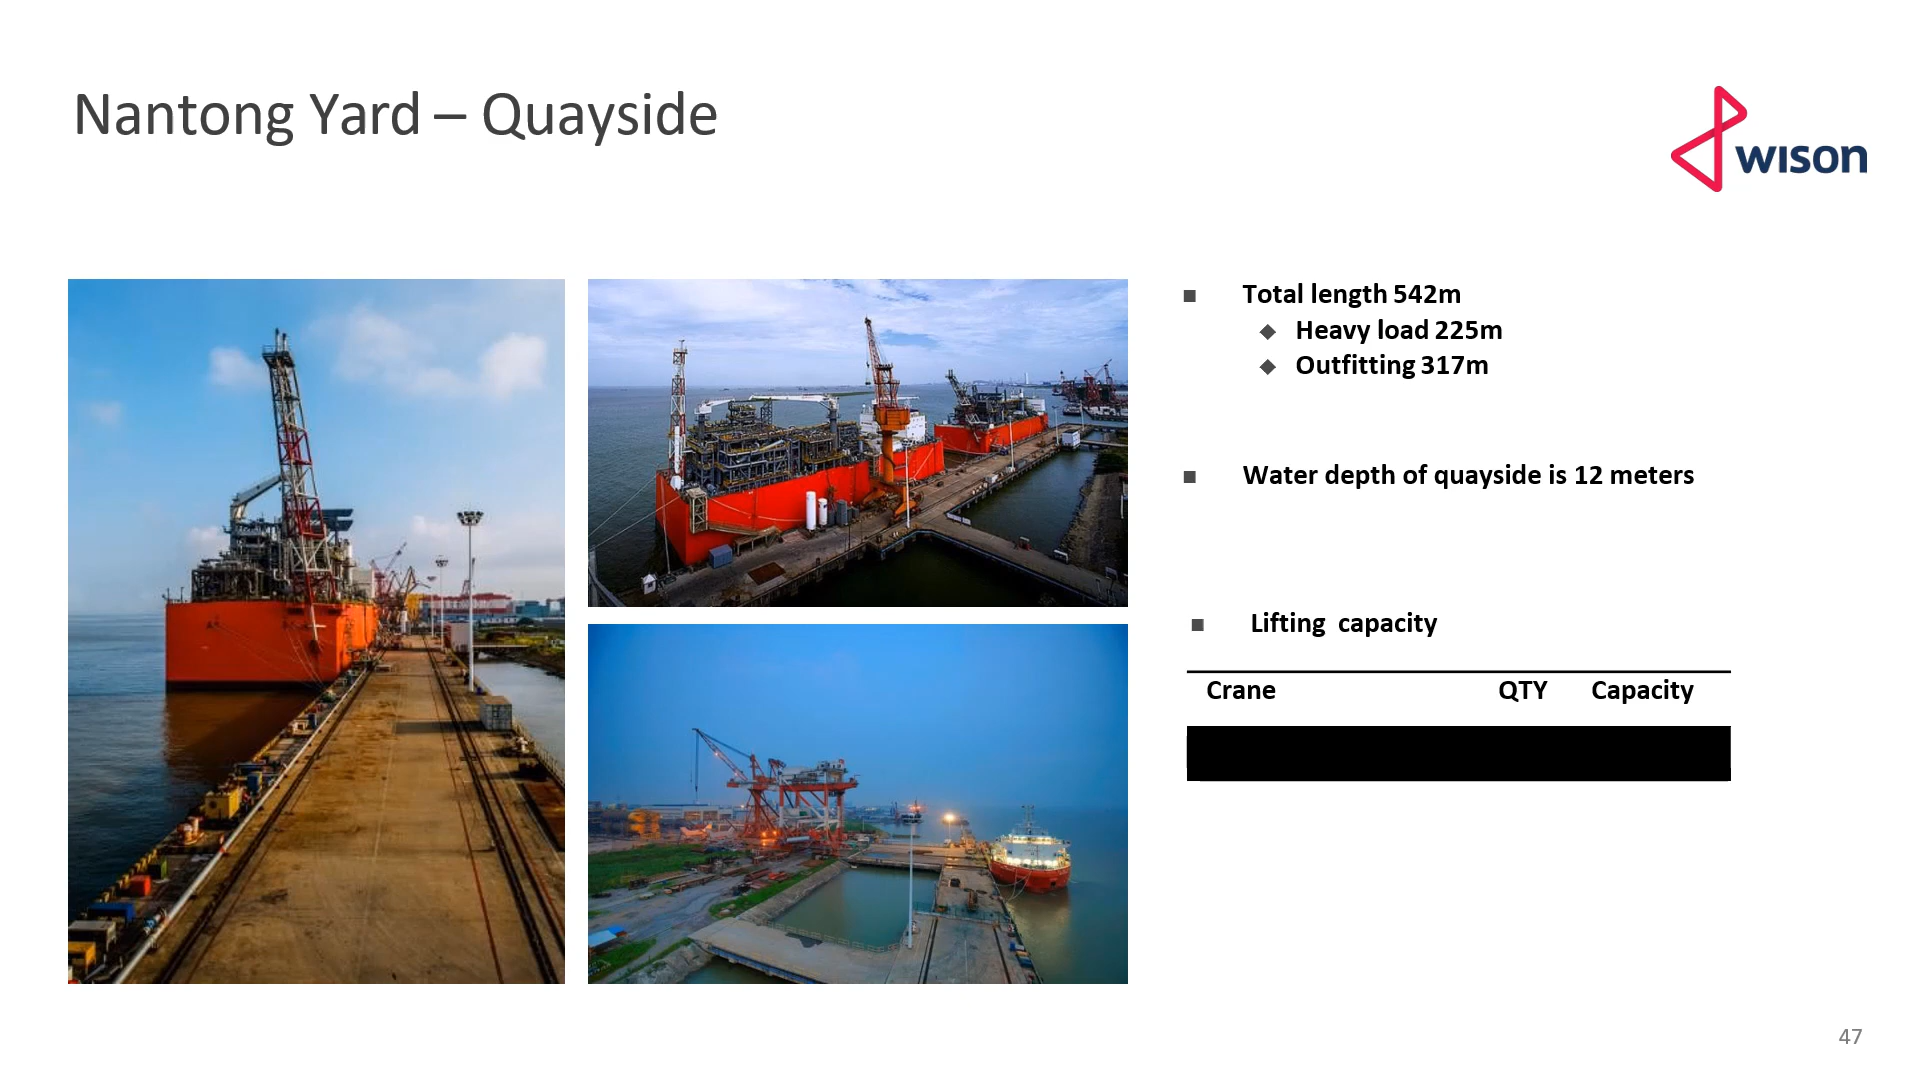 Nantong Yard – Quayside
wison
■ Total length 542m
◆ Heavy load 225m
◆ Outfitting 317m
■ Water depth of quayside is 12 meters
■ Lifting capacity
Crane QTY Capacity
47